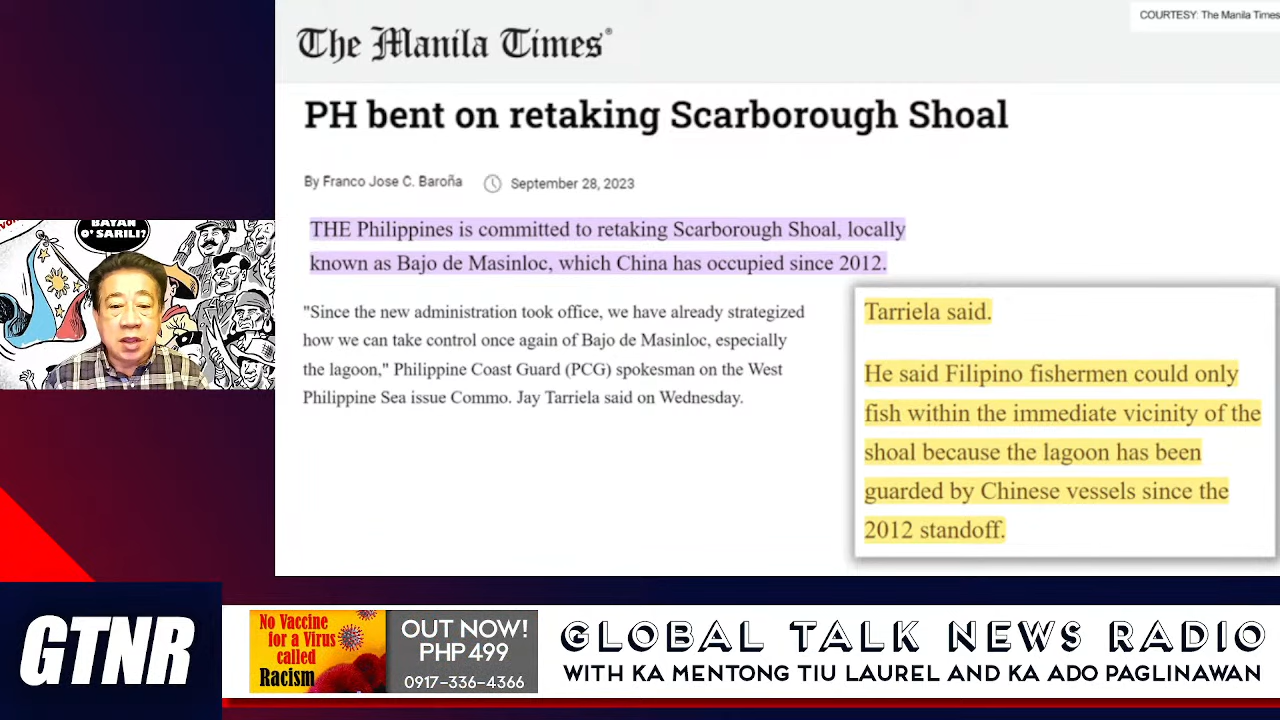 COURTESY: The Manila Times
The Manila Times®
PH bent on retaking Scarborough Shoal
By Franco Jose C. Baroña
September 28, 2023
THE Philippines is committed to retaking Scarborough Shoal, locally
known as Bajo de Masinloc, which China has occupied since 2012.
"Since the new administration took office, we have already strategized
how we can take control once again of Bajo de Masinloc, especially
the lagoon," Philippine Coast Guard (PCG) spokesman on the West
Philippine Sea issue Commo. Jay Tarriela said on Wednesday.
Tarriela said.
He said Filipino fishermen could only
fish within the immediate vicinity of the
shoal because the lagoon has been
guarded by Chinese vessels since the
2012 standoff.
BAYAN
O' SARILI?
GTNR
No Vaccine
for a Virus
called
Racism
OUT NOW!
PHP 499
0917-336-4366
GLOBAL TALK NEWS RADIO
WITH KA MENTONG TIU LAUREL AND KA ADO PAGLINAWAN